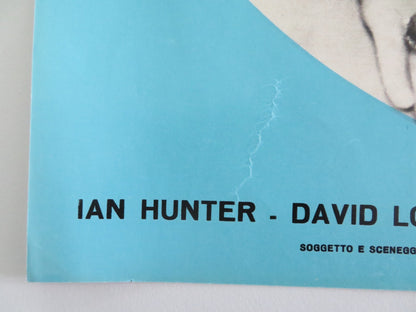 IAN HUNTER - DAVID LO
SOGGETTO E SCENEGG